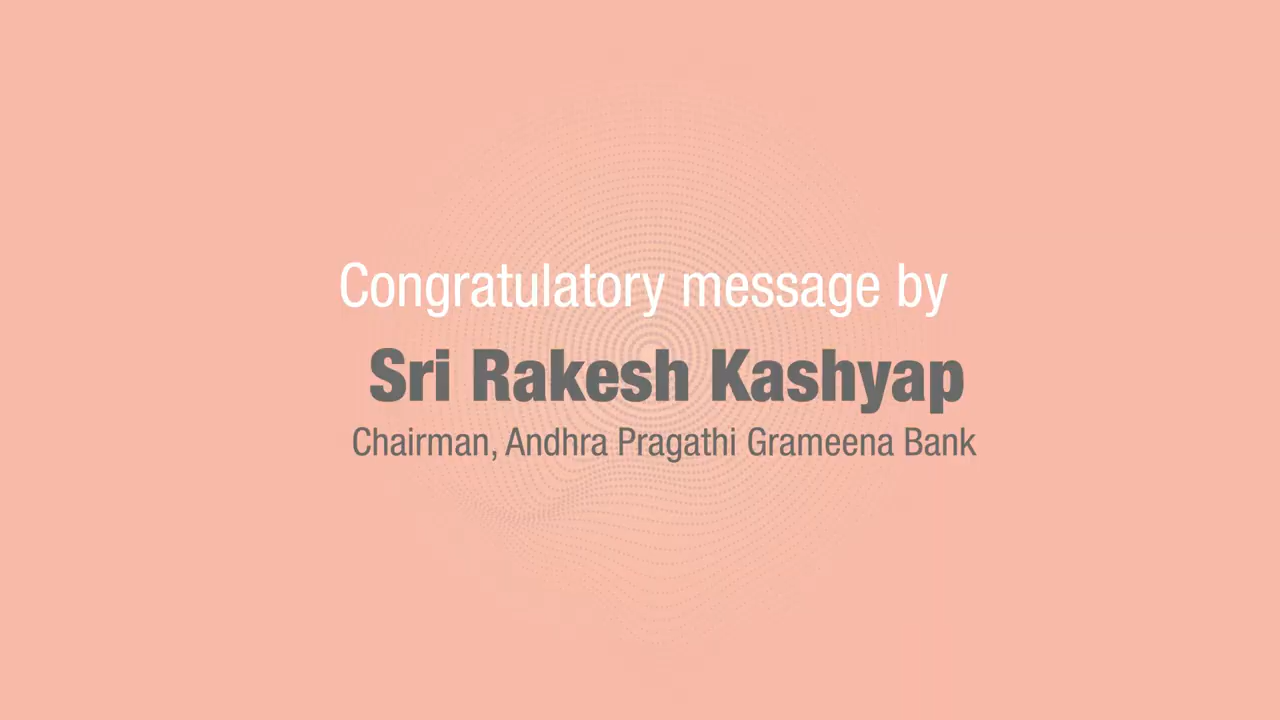 Congratulatory message by
Sri Rakesh Kashyap
Chairman, Andhra Pragathi Grameena Bank